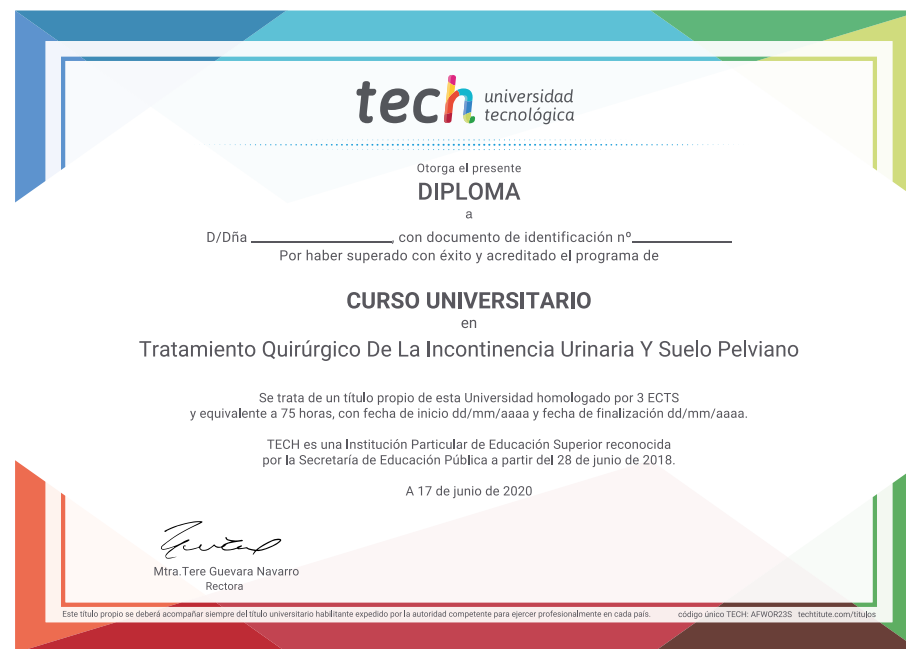 tech universidad
tecnológica
Otorga el presente
DIPLOMA
a
D/Dña ____________________, con documento de identificación nº______________
Por haber superado con éxito y acreditado el programa de
CURSO UNIVERSITARIO
en
Tratamiento Quirúrgico De La Incontinencia Urinaria Y Suelo Pelviano
Se trata de un título propio de esta Universidad homologado por 3 ECTS
y equivalente a 75 horas, con fecha de inicio dd/mm/aaaa y fecha de finalización dd/mm/aaaa.
TECH es una Institución Particular de Educación Superior reconocida
por la Secretaría de Educación Pública a partir del 28 de junio de 2018.
A 17 de junio de 2020
Mtra.Tere Guevara Navarro
Rectora
Este título propio se deberá acompañar siempre del título universitario habilitante expedido por la autoridad competente para ejercer profesionalmente en cada país. código único TECH: AFWOR23S techtitute.com/titulos